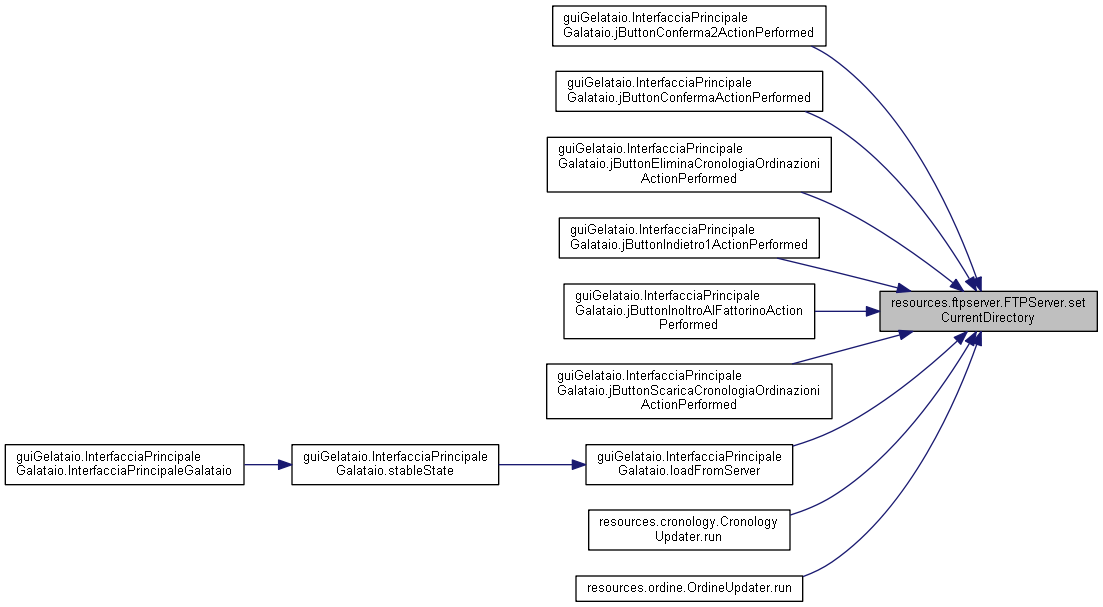 guiGelataio.InterfacciaPrincipale
Galataio.jButtonConferma2ActionPerformed
guiGelataio.InterfacciaPrincipale
Galataio.jButtonConfermaActionPerformed
guiGelataio.InterfacciaPrincipale
Galataio.jButtonEliminaCronologiaOrdinazioni
ActionPerformed
guiGelataio.InterfacciaPrincipale
Galataio.jButtonIndietro1ActionPerformed
guiGelataio.InterfacciaPrincipale
Galataio.jButtonInoltroAlFattorinoAction
Performed
resources.ftpserver.FTPServer.set
CurrentDirectory
guiGelataio.InterfacciaPrincipale
Galataio.jButtonScaricaCronologiaOrdinazioni
ActionPerformed
guiGelataio.InterfacciaPrincipale
Galataio.InterfacciaPrincipaleGalataio
guiGelataio.InterfacciaPrincipale
Galataio.stableState
guiGelataio.InterfacciaPrincipale
Galataio.loadFromServer
resources.cronology.Cronology
Updater.run
resources.ordine.OrdineUpdater.run